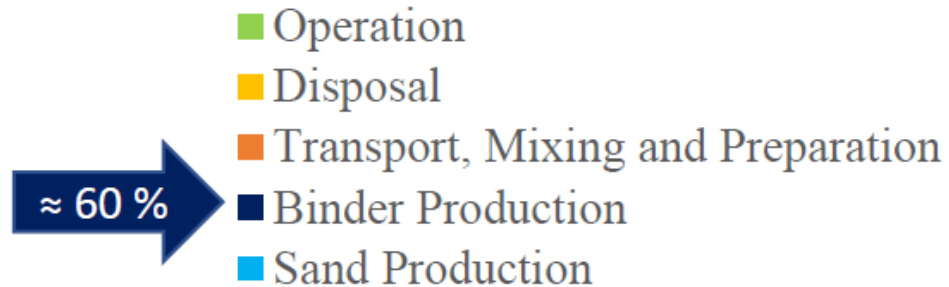 Operation
Disposal
Transport, Mixing and Preparation
≈ 60 %
Binder Production
Sand Production